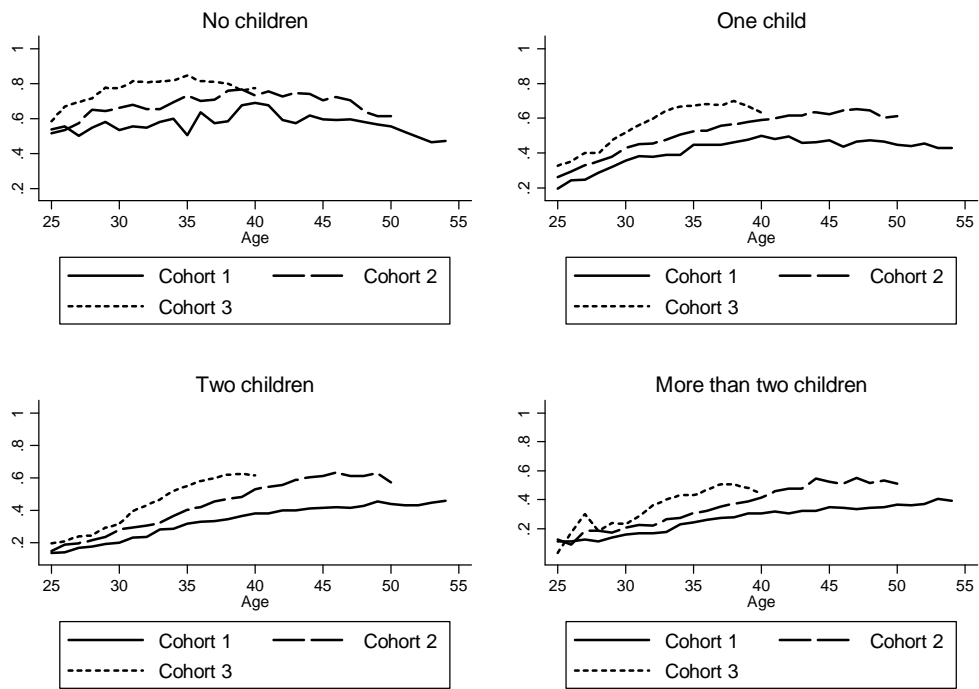 No children
1
.8
.6
.4
.2
25 30 35 40 45 50 55
Age
Cohort 1 Cohort 2
Cohort 3
One child
1
.8
.6
.4
.2
25 30 35 40 45 50 55
Age
Cohort 1 Cohort 2
Cohort 3
Two children
1
.8
.6
.4
.2
25 30 35 40 45 50 55
Age
Cohort 1 Cohort 2
Cohort 3
More than two children
1
.8
.6
.4
.2
25 30 35 40 45 50 55
Age
Cohort 1 Cohort 2
Cohort 3